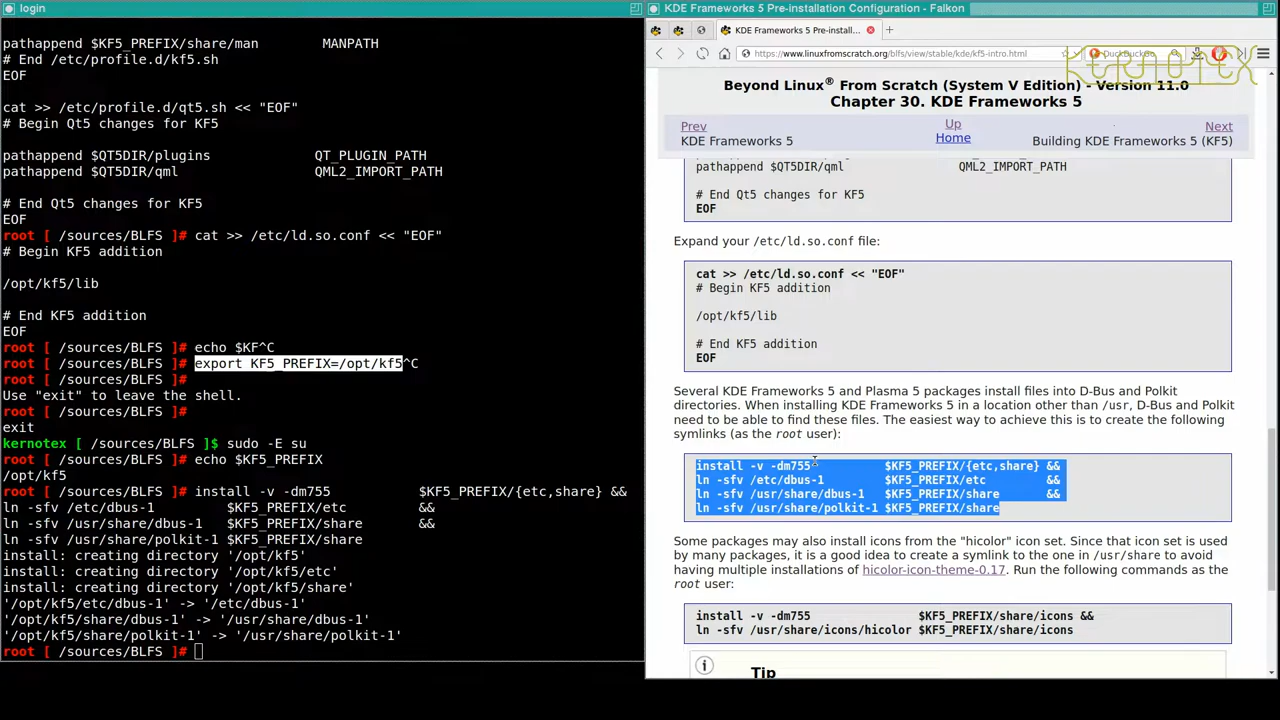 login
pathappend $KF5_PREFIX/share/man MANPATH
# End /etc/profile.d/kf5.sh
EOF
cat >> /etc/profile.d/qt5.sh << "EOF"
# Begin Qt5 changes for KF5
pathappend $QT5DIR/plugins QT_PLUGIN_PATH
pathappend $QT5DIR/qml QML2_IMPORT_PATH
# End Qt5 changes for KF5
EOF
root [ /sources/BLFS ]# cat >> /etc/ld.so.conf << "EOF"
# Begin KF5 addition
/opt/kf5/lib
# End KF5 addition
EOF
root [ /sources/BLFS ]# echo $KF^C
root [ /sources/BLFS ]# export KF5_PREFIX=/opt/kf5^C
root [ /sources/BLFS ]#
Use "exit" to leave the shell.
root [ /sources/BLFS ]#
exit
kernotex [ /sources/BLFS ]$ sudo -E su
root [ /sources/BLFS ]# echo $KF5_PREFIX
/opt/kf5
root [ /sources/BLFS ]# install -v -dm755 $KF5_PREFIX/{etc,share} &&
ln -sfv /etc/dbus-1 $KF5_PREFIX/etc &&
ln -sfv /usr/share/dbus-1 $KF5_PREFIX/share &&
ln -sfv /usr/share/polkit-1 $KF5_PREFIX/share
install: creating directory '/opt/kf5'
install: creating directory '/opt/kf5/etc'
install: creating directory '/opt/kf5/share'
'/opt/kf5/etc/dbus-1' -> '/etc/dbus-1'
'/opt/kf5/share/dbus-1' -> '/usr/share/dbus-1'
'/opt/kf5/share/polkit-1' -> '/usr/share/polkit-1'
root [ /sources/BLFS ]#
KDE Frameworks 5 Pre-installation Configuration - Falkon
KDE Frameworks 5 Pre-install...
https://www.linuxfromscratch.org/blfs/view/stable/kde/kf5-intro.html
DuckDuckGo
KERNOTEX
Beyond Linux® From Scratch (System V Edition) - Version 11.0
Chapter 30. KDE Frameworks 5
Prev Up Next
KDE Frameworks 5 Home Building KDE Frameworks 5 (KF5)
pathappend $QT5DIR/qml QML2_IMPORT_PATH
# End Qt5 changes for KF5
EOF
Expand your /etc/ld.so.conf file:
cat >> /etc/ld.so.conf << "EOF"
# Begin KF5 addition
/opt/kf5/lib
# End KF5 addition
EOF
Several KDE Frameworks 5 and Plasma 5 packages install files into D-Bus and Polkit
directories. When installing KDE Frameworks 5 in a location other than /usr, D-Bus and Polkit
need to be able to find these files. The easiest way to achieve this is to create the following
symlinks (as the root user):
install -v -dm755 $KF5_PREFIX/{etc,share} &&
ln -sfv /etc/dbus-1 $KF5_PREFIX/etc &&
ln -sfv /usr/share/dbus-1 $KF5_PREFIX/share &&
ln -sfv /usr/share/polkit-1 $KF5_PREFIX/share
Some packages may also install icons from the "hicolor" icon set. Since that icon set is used
by many packages, it is a good idea to create a symlink to the one in /usr/share to avoid
having multiple installations of hicolor-icon-theme-0.17. Run the following commands as the
root user:
install -v -dm755 $KF5_PREFIX/share/icons &&
ln -sfv /usr/share/icons/hicolor $KF5_PREFIX/share/icons
Tip